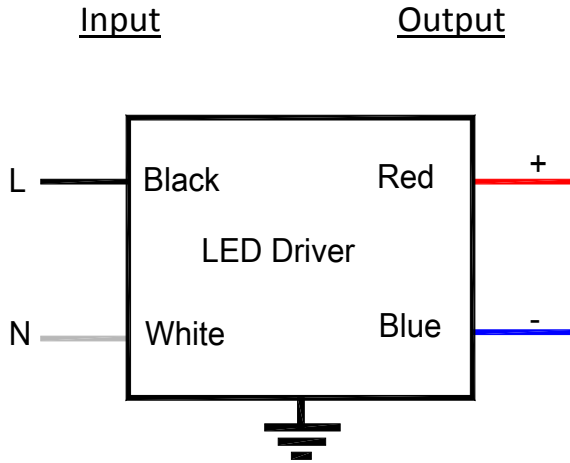 Input Output
L Black Red +
LED Driver
N White Blue -